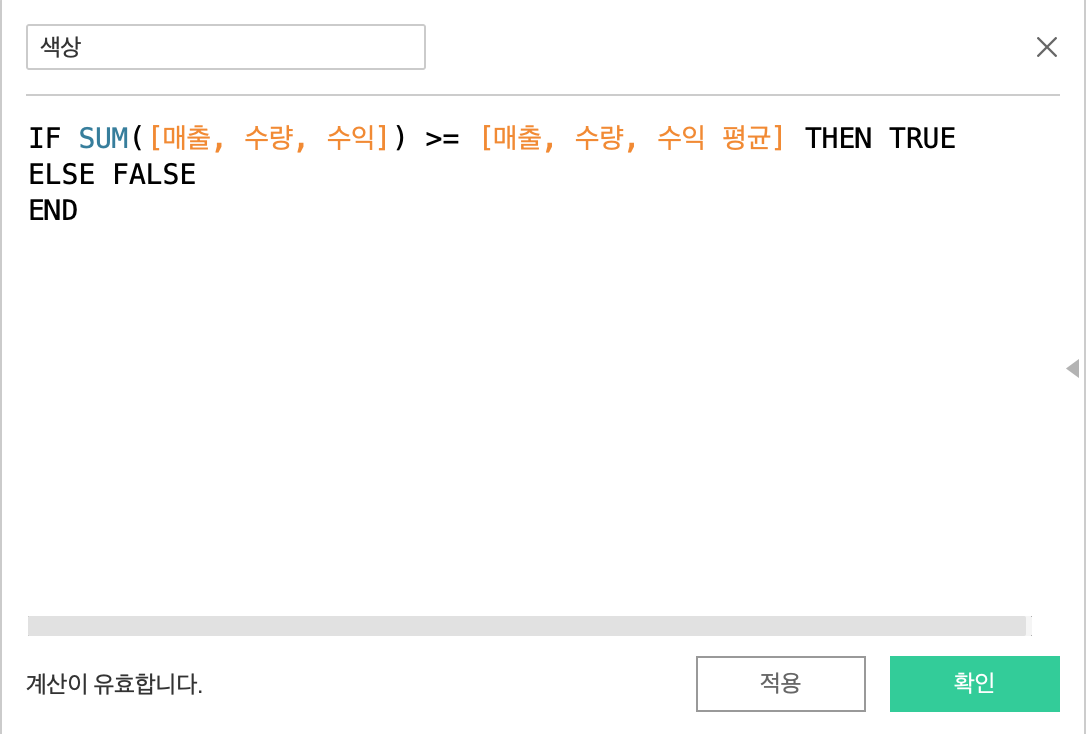 색상
IF SUM([매출, 수량, 수익]) >= [매출, 수량, 수익 평균] THEN TRUE
ELSE FALSE
END
계산이 유효합니다.
적용
확인